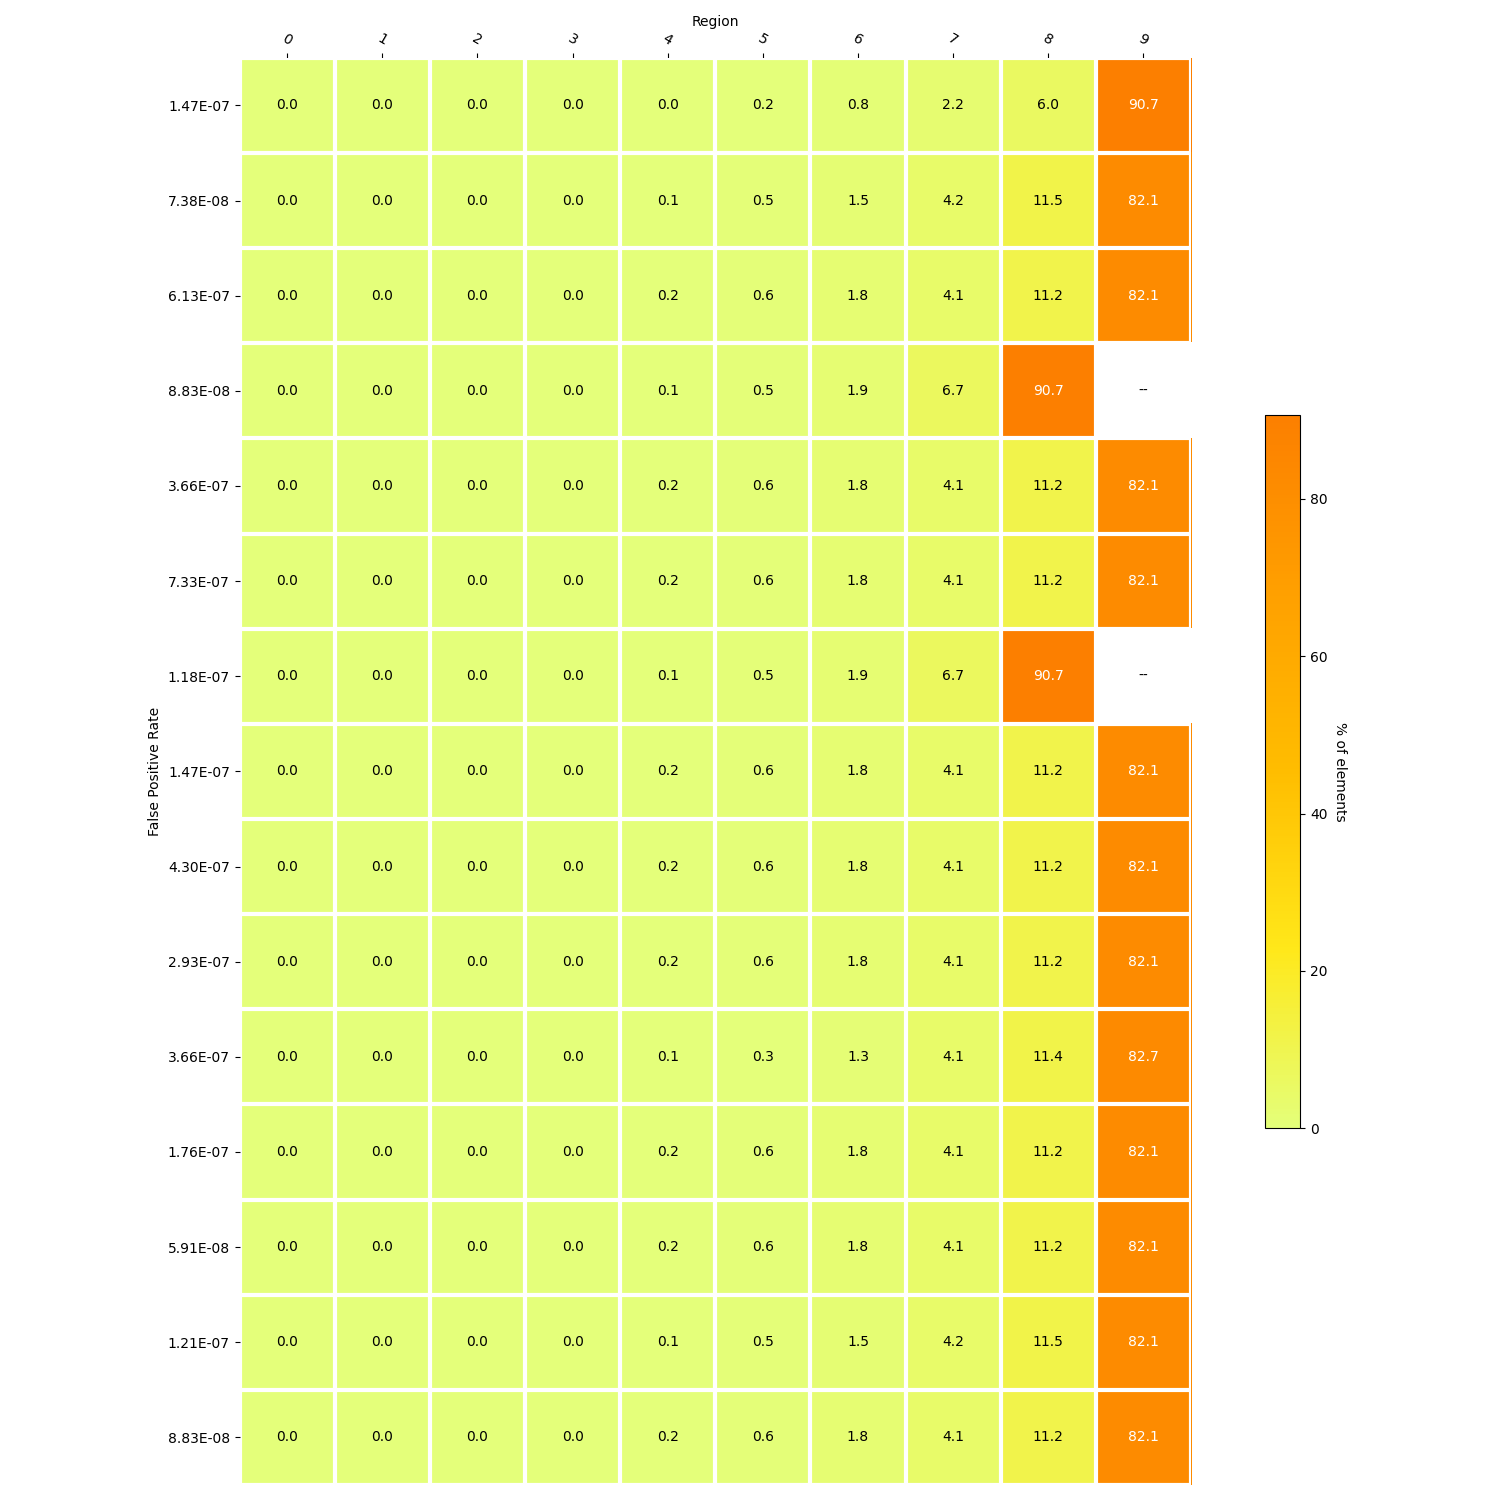 Region
0 1 2 3 4 5 6 7 8 9
1.47E-07 0.0 0.0 0.0 0.0 0.0 0.2 0.8 2.2 6.0 90.7
7.38E-08 0.0 0.0 0.0 0.0 0.1 0.5 1.5 4.2 11.5 82.1
6.13E-07 0.0 0.0 0.0 0.0 0.2 0.6 1.8 4.1 11.2 82.1
8.83E-08 0.0 0.0 0.0 0.0 0.1 0.5 1.9 6.7 90.7 --
3.66E-07 0.0 0.0 0.0 0.0 0.2 0.6 1.8 4.1 11.2 82.1
7.33E-07 0.0 0.0 0.0 0.0 0.2 0.6 1.8 4.1 11.2 82.1
1.18E-07 0.0 0.0 0.0 0.0 0.1 0.5 1.9 6.7 90.7 --
1.47E-07 0.0 0.0 0.0 0.0 0.2 0.6 1.8 4.1 11.2 82.1
4.30E-07 0.0 0.0 0.0 0.0 0.2 0.6 1.8 4.1 11.2 82.1
2.93E-07 0.0 0.0 0.0 0.0 0.2 0.6 1.8 4.1 11.2 82.1
3.66E-07 0.0 0.0 0.0 0.0 0.1 0.3 1.3 4.1 11.4 82.7
1.76E-07 0.0 0.0 0.0 0.0 0.2 0.6 1.8 4.1 11.2 82.1
5.91E-08 0.0 0.0 0.0 0.0 0.2 0.6 1.8 4.1 11.2 82.1
1.21E-07 0.0 0.0 0.0 0.0 0.1 0.5 1.5 4.2 11.5 82.1
8.83E-08 0.0 0.0 0.0 0.0 0.2 0.6 1.8 4.1 11.2 82.1
False Positive Rate
80
60
40
20
0
% of elements